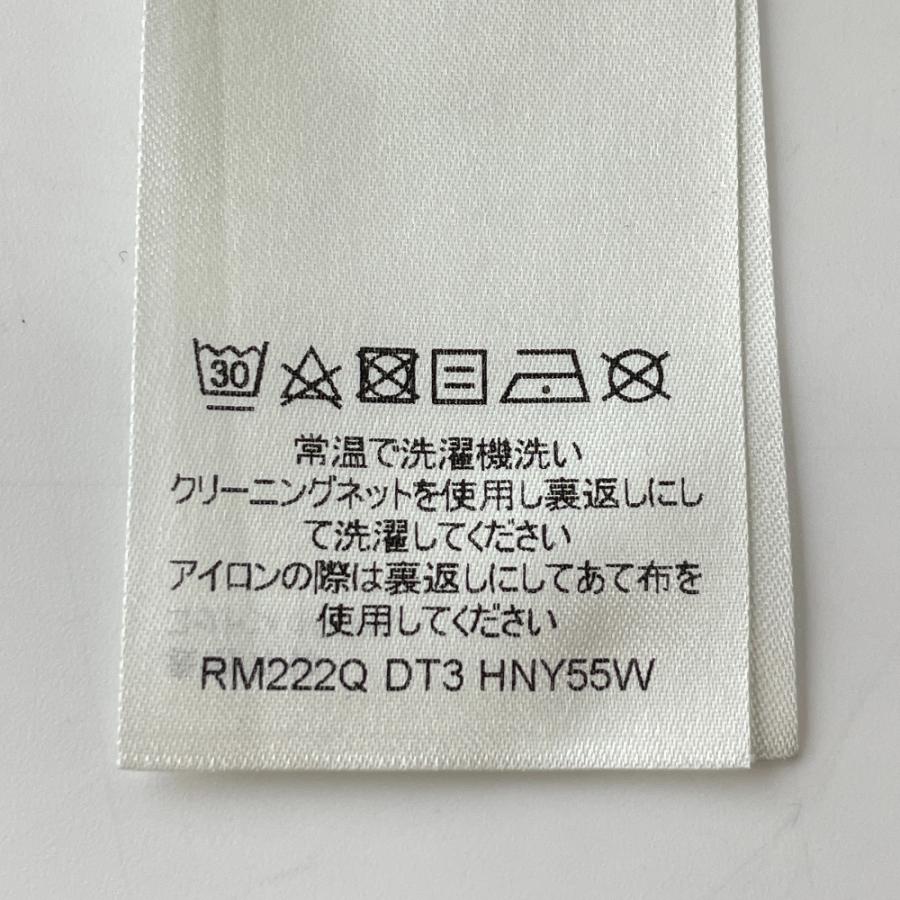 30
常温で洗濯機洗い
クリーニングネットを使用し裏返しにし
て洗濯してください
アイロンの際は裏返しにしてあて布を
使用してください
RM222Q DT3 HNY55W